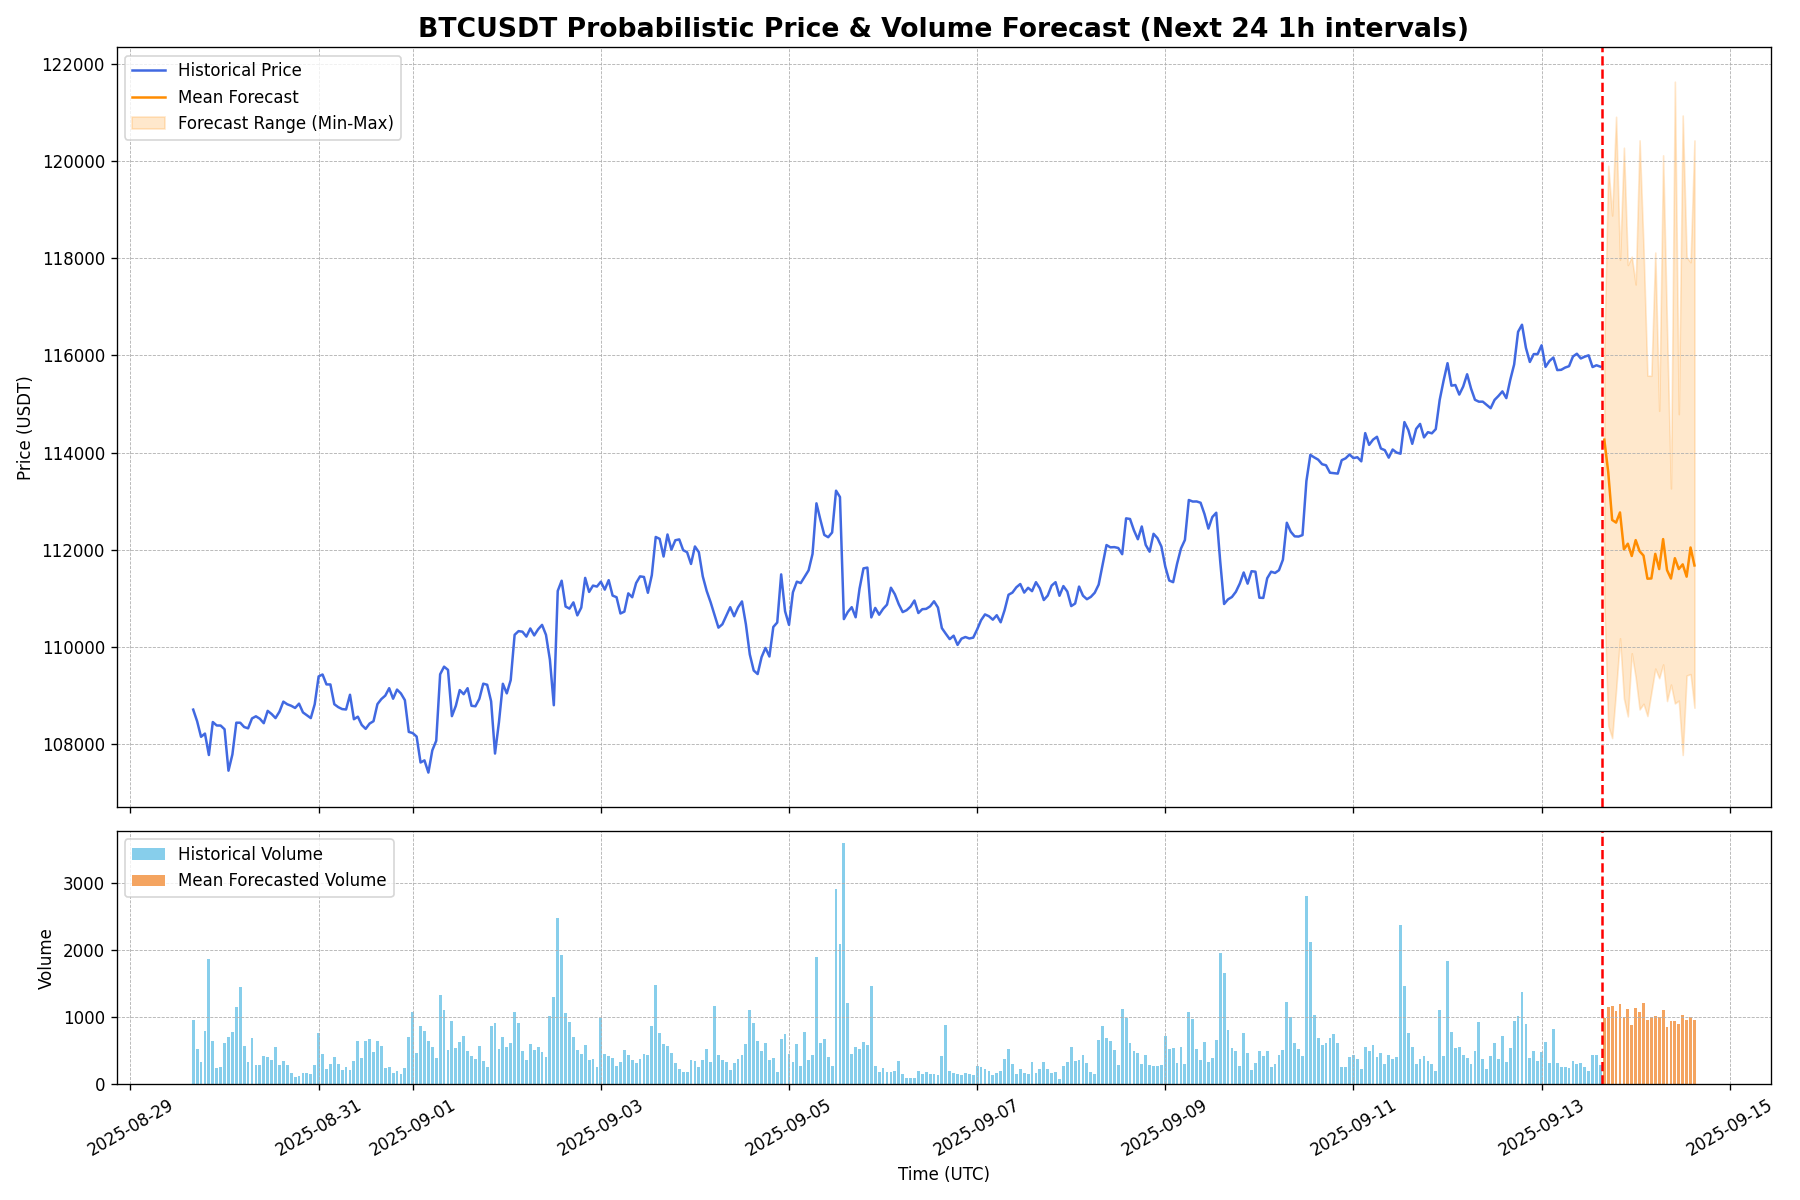 BTCUSDT Probabilistic Price & Volume Forecast (Next 24 1h intervals)
Historical Price
Mean Forecast
Forecast Range (Min-Max)
Price (USDT)
122000
120000
118000
116000
114000
112000
110000
108000
Historical Volume
Mean Forecasted Volume
Volume
3000
2000
1000
0
2025-08-29
2025-08-31
2025-09-01
2025-09-03
2025-09-05
2025-09-07
2025-09-09
2025-09-11
2025-09-13
2025-09-15
Time (UTC)